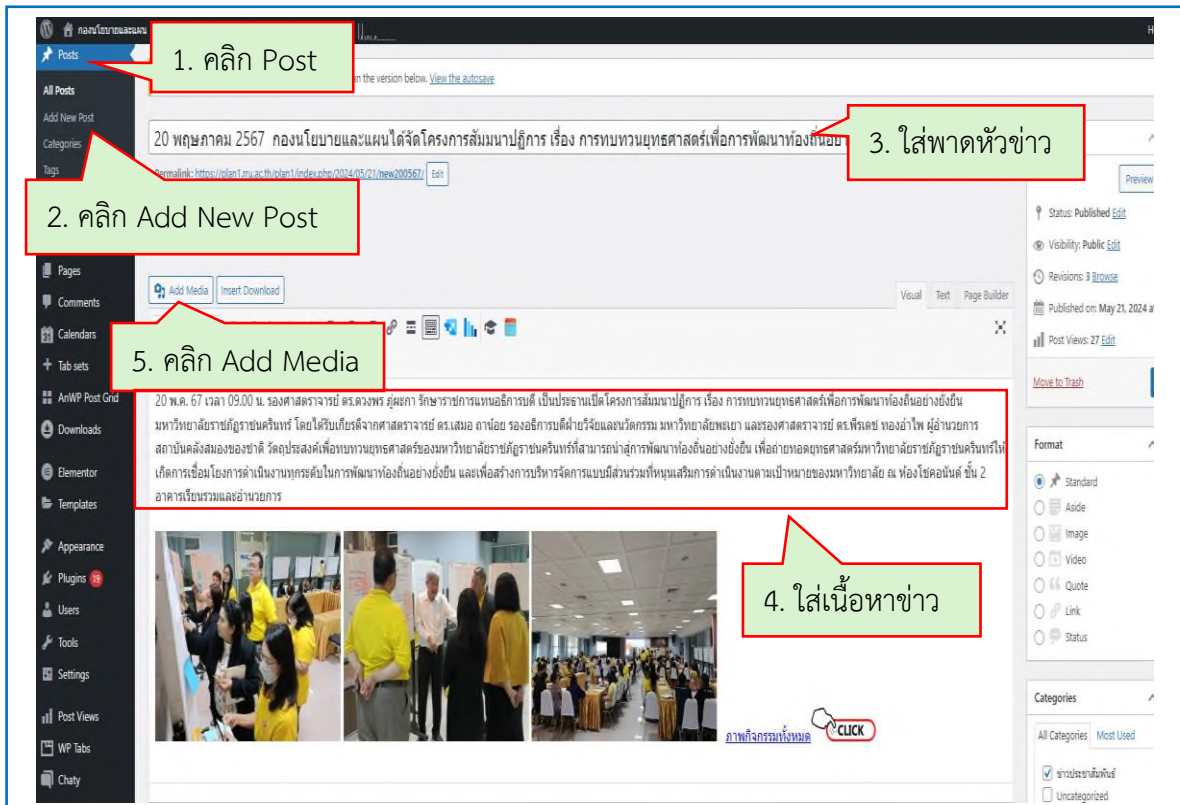 กองนโยบายและแผน
H
Posts
1. คลิก Post
an the version below. View the autosave
All Posts
Add New Post
Categories
Tags
20 พฤษภาคม 2567 กองนโยบายและแผนได้จัดโครงการสัมมนาปฏิการ เรื่อง การทบทวนยุทธศาสตร์เพื่อการพัฒนาท้องถิ่นอย่า
3. ใส่พาดหัวข่าว
Permalink: https://plan1.rru.ac.th/plan1/index.php/2024/05/21/new200567/ Edit
Preview
2. คลิก Add New Post
Status: Published Edit
Visibility: Public Edit
Pages
Revisions: 3 Browse
Add Media
Insert Download
Visual Text Page Builder
Comments
Published on: May 21, 2024 at
Calendars
Post Views: 27 Edit
5. คลิก Add Media
Tab sets
Move to Trash
AnWP Post Grid
20 พ.ค. 67 เวลา 09.00 น. รองศาสตราจารย์ ดร.ดวงพร ภู่ผะกา รักษาราชการแทนอธิการบดี เป็นประธานเปิดโครงการสัมมนาปฏิการ เรื่อง การทบทวนยุทธศาสตร์เพื่อการพัฒนาท้องถิ่นอย่างยั่งยืน
มหาวิทยาลัยราชภัฏราชนครินทร์ โดยได้รับเกียรติจากศาสตราจารย์ ดร.เสมอ ถาน้อย รองอธิการบดีฝ่ายวิจัยและนวัตกรรม มหาวิทยาลัยพะเยา และรองศาสตราจารย์ ดร.พีรเดช ทองอำไพ ผู้อำนวยการ
สถาบันคลังสมองของชาติ วัตถุประสงค์เพื่อทบทวนยุทธศาสตร์ของมหาวิทยาลัยราชภัฏราชนครินทร์ที่สามารถนำสู่การพัฒนาท้องถิ่นอย่างยั่งยืน เพื่อถ่ายทอดยุทธศาสตร์มหาวิทยาลัยราชภัฏราชนครินทร์ให้
เกิดการเชื่อมโยงการดำเนินงานทุกระดับในการพัฒนาท้องถิ่นอย่างยั่งยืน และเพื่อสร้างการบริหารจัดการแบบมีส่วนร่วมที่หนุนเสริมการดำเนินงานตามเป้าหมายของมหาวิทยาลัย ณ ห้องโชคอนันต์ ชั้น 2
อาคารเรียนรวมและอำนวยการ
Downloads
Elementor
Templates
Appearance
Plugins 19
Users
Tools
Settings
Post Views
WP Tabs
Chaty
4. ใส่เนื้อหาข่าว
ภาพกิจกรรมทั้งหมด CLICK
Format
Standard
Aside
Image
Video
Quote
Link
Status
Categories
All Categories Most Used
ข่าวประชาสัมพันธ์
Uncategorized